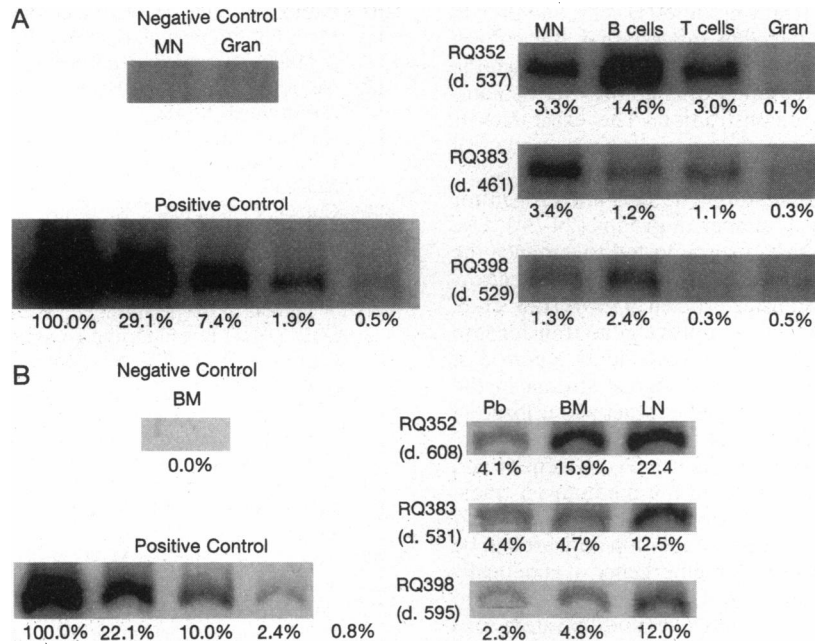 A
Negative Control
MN Gran
Positive Control
100.0% 29.1% 7.4% 1.9% 0.5%
MN B cells T cells Gran
RQ352
(d. 537)
3.3% 14.6% 3.0% 0.1%
RQ383
(d. 461)
3.4% 1.2% 1.1% 0.3%
RQ398
(d. 529)
1.3% 2.4% 0.3% 0.5%
B
Negative Control
BM
0.0%
Positive Control
100.0% 22.1% 10.0% 2.4% 0.8%
Pb BM LN
RQ352
(d. 608)
4.1% 15.9% 22.4
RQ383
(d. 531)
4.4% 4.7% 12.5%
RQ398
(d. 595)
2.3% 4.8% 12.0%